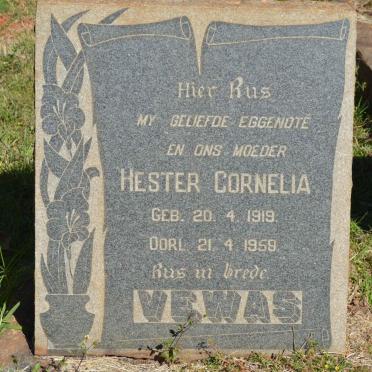 Hier Rus
MY GELIEFDE EGGENOTE
EN ONS MOEDER
HESTER CORNELIA
GEB. 20. 4. 1919.
OORL. 21. 4. 1959.
Rus in brede
VEWAS